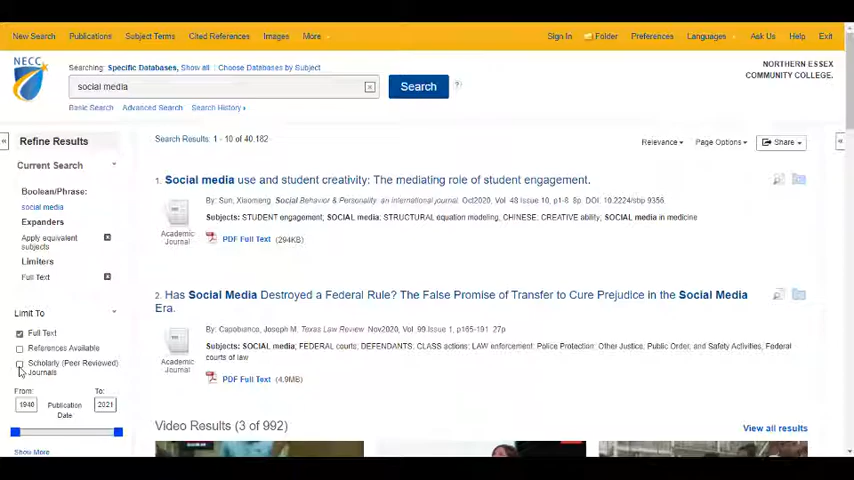 New Search Publications Subject Terms Cited References Images More Sign In Folder Preferences Languages Ask Us Help Exit
NECC
Searching: Specific Databases, Show all Choose Databases by Subject
social media
Search
Basic Search Advanced Search Search History
NORTHERN ESSEX
COMMUNITY COLLEGE.
Refine Results
Current Search
Boolean/Phrase:
social media
Expanders
Apply equivalent
subjects
Limiters
Full Text
Limit To
Full Text
References Available
Scholarly (Peer Reviewed)
Journals
From: To:
1940 Publication 2021
Date
Show More
Search Results: 1 - 10 of 40,182
Relevance Page Options Share
1. Social media use and student creativity: The mediating role of student engagement.
By: Sun, Xiaomeng. Social Behavior & Personality: an international journal. Oct2020, Vol. 48 Issue 10, p1-8. 8p. DOI: 10.2224/sbp.9356.
Subjects: STUDENT engagement; SOCIAL media; STRUCTURAL equation modeling; CHINESE; CREATIVE ability; SOCIAL media in medicine
Academic
Journal
PDF Full Text (294KB)
2. Has Social Media Destroyed a Federal Rule? The False Promise of Transfer to Cure Prejudice in the Social Media
Era.
By: Capobianco, Joseph M. Texas Law Review. Nov2020, Vol. 99 Issue 1, p165-191. 27p.
Subjects: SOCIAL media; FEDERAL courts; DEFENDANTS; CLASS actions; LAW enforcement; Police Protection; Other Justice, Public Order, and Safety Activities; Federal
courts of law
Academic
Journal
PDF Full Text (4.9MB)
Video Results (3 of 992)
View all results